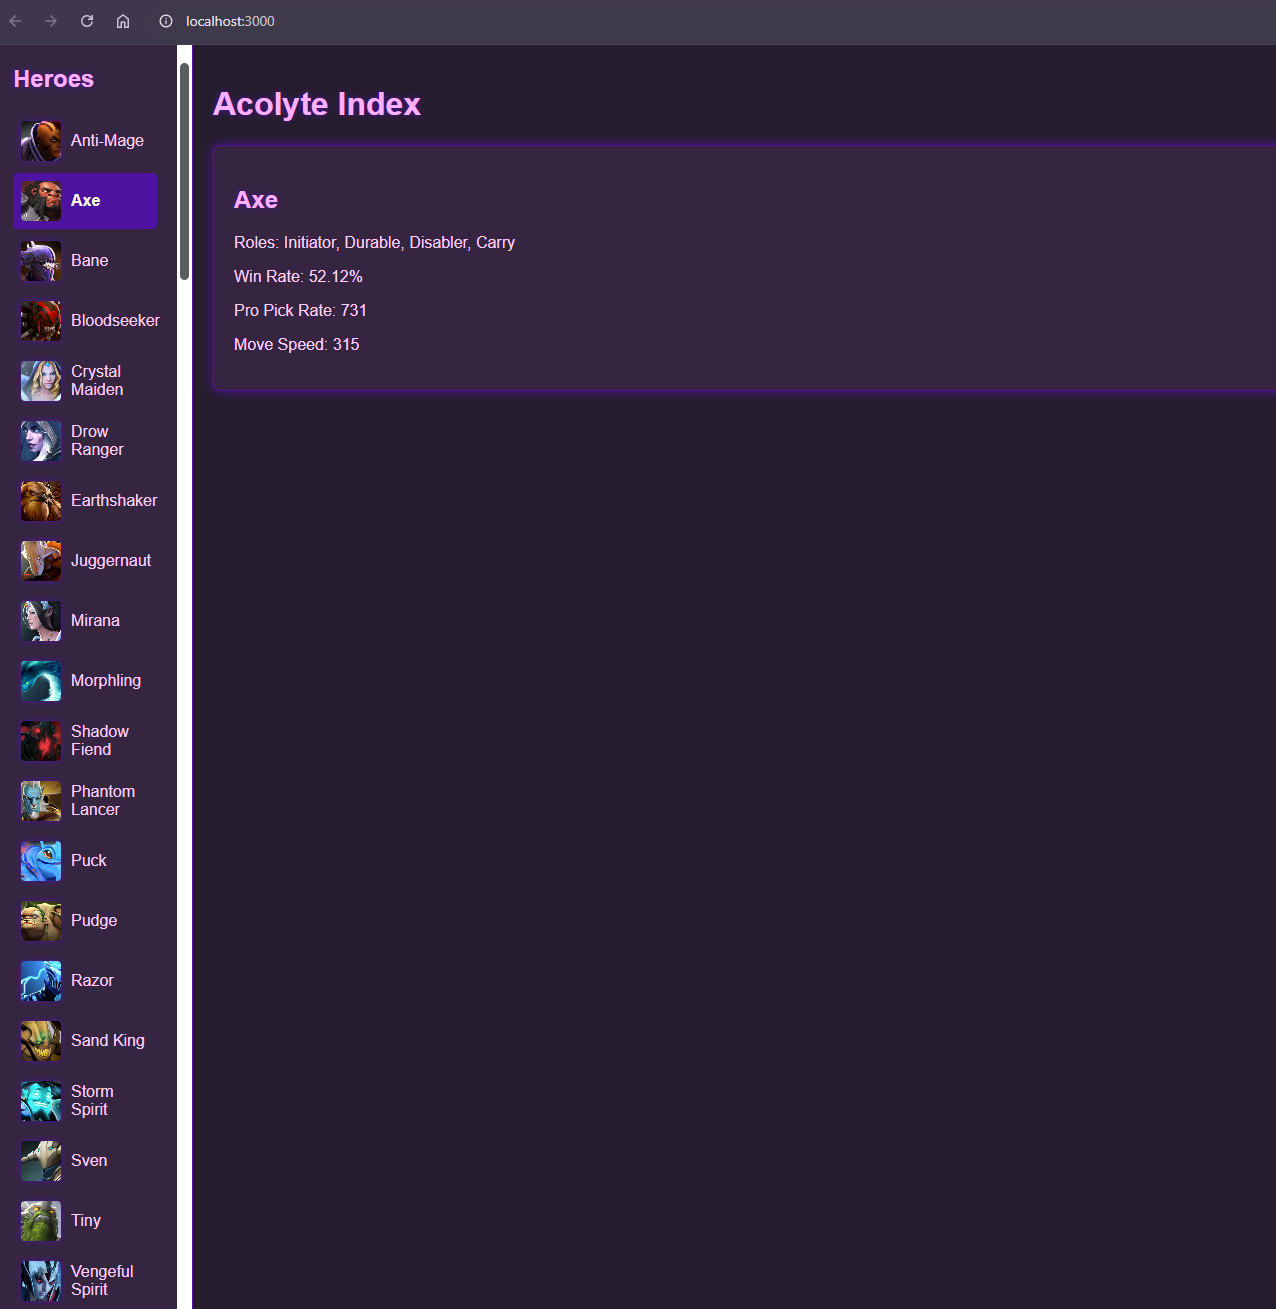 localhost:3000
Heroes
Anti-Mage
Axe
Bane
Bloodseeker
Crystal
Maiden
Drow
Ranger
Earthshaker
Juggernaut
Mirana
Morphling
Shadow
Fiend
Phantom
Lancer
Puck
Pudge
Razor
Sand King
Storm
Spirit
Sven
Tiny
Vengeful
Spirit
Acolyte Index
Axe
Roles: Initiator, Durable, Disabler, Carry
Win Rate: 52.12%
Pro Pick Rate: 731
Move Speed: 315